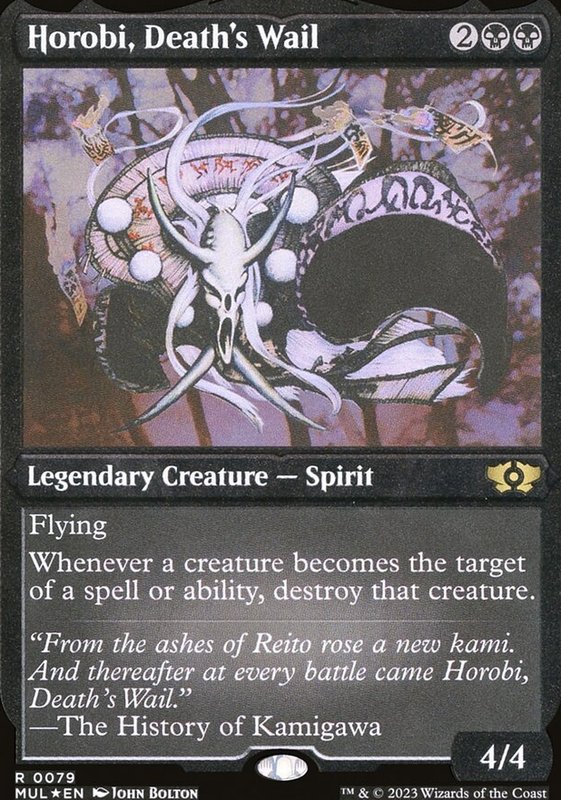 Horobi, Death's Wail 2
Legendary Creature — Spirit
Flying
Whenever a creature becomes the target
of a spell or ability, destroy that creature.
“From the ashes of Reito rose a new kami.
And thereafter at every battle came Horobi,
Death's Wail.”
—The History of Kamigawa
4/4
R 0079
MUL★EN JOHN BOLTON
™ & © 2023 Wizards of the Coast